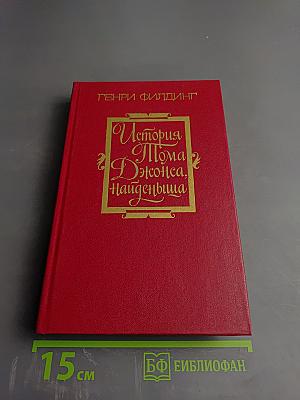 ГЕНРИ ФИЛДИНГ
История
Тома
Джонса,
найденыша
15 см
БФ БИБЛИОФАН